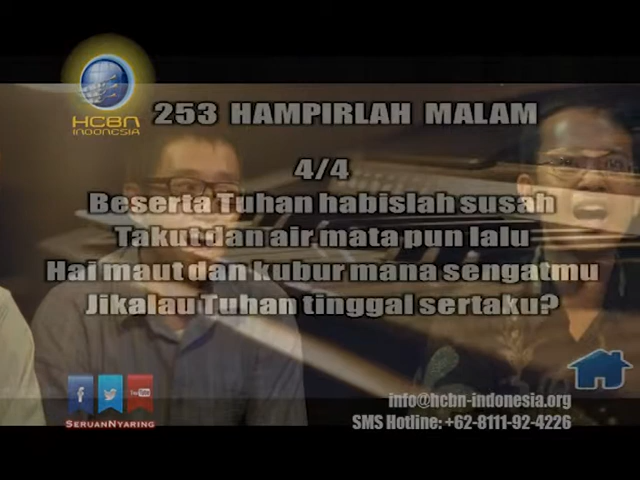 HCBN
INDONESIA
253 HAMPIRLAH MALAM
4/4
Beserta Tuhan habislah susah
Takut dan air mata pun lalu
Hai maut dan kubur mana sengatmu
Jikalau Tuhan tinggal sertaku?
f
You Tube
SERUANNYARING
info@hcbn-indonesia.org
SMS Hotline: +62-8111-92-4226